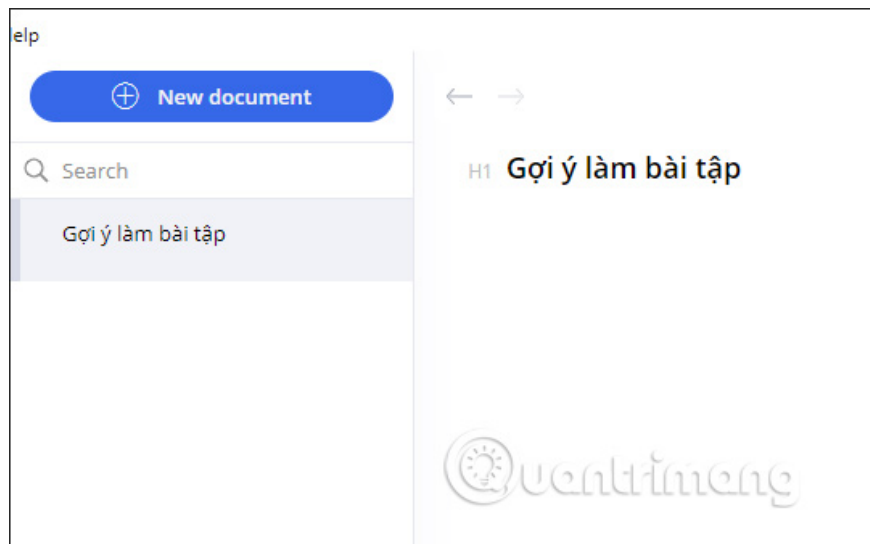 elp
New document
Search
Gợi ý làm bài tập
H1 Gợi ý làm bài tập
Quantrimang